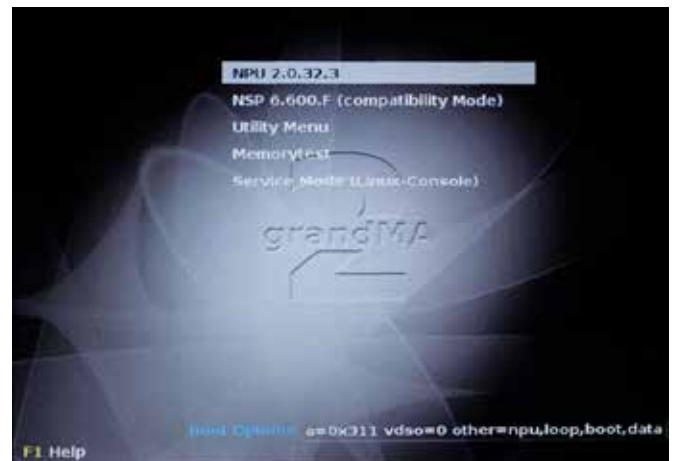 NPU 2.0.32.3
NSP 6.600.F (compatibility Mode)
Utility Menu
Memorytest
Service Mode (Linux-Console)
grandMA
2
Boot Options a=0x311 vdso=0 other=npu,loop,boot,data
F1 Help